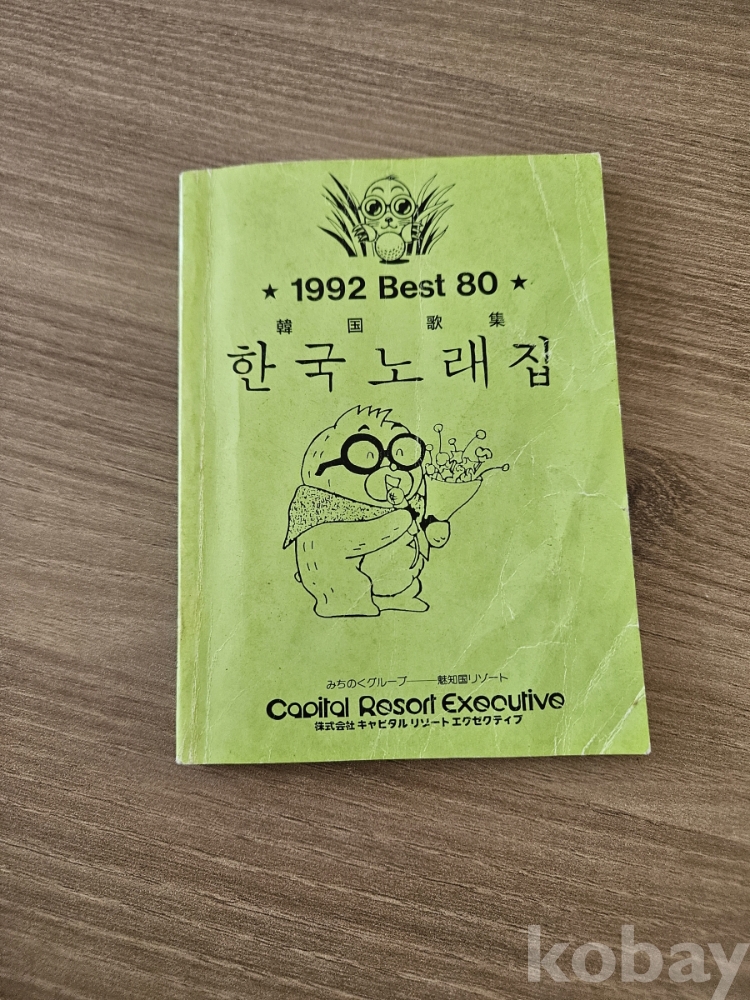 ★ 1992 Best 80 ★
韓国歌集
한국노래집
みちのくグループ――魅知国リゾート
Capital Resort Executive
株式会社 キャピタル リゾート エグゼクティブ
kobay